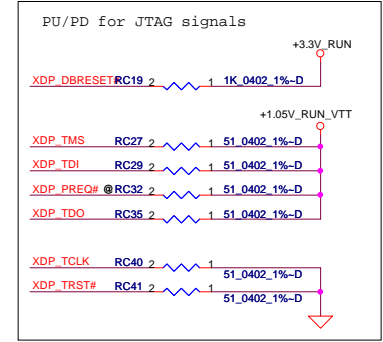 PU/PD for JTAG signals
+3.3V_RUN
XDP_DBRESET# RC19 2 1 1K_0402_1%~D
+1.05V_RUN_VTT
XDP_TMS RC27 2 1 51_0402_1%~D
XDP_TDI RC29 2 1 51_0402_1%~D
XDP_PREQ# @RC32 2 1 51_0402_1%~D
XDP_TDO RC35 2 1 51_0402_1%~D
XDP_TCLK RC40 2 1
51_0402_1%~D
XDP_TRST# RC41 2 1
51_0402_1%~D